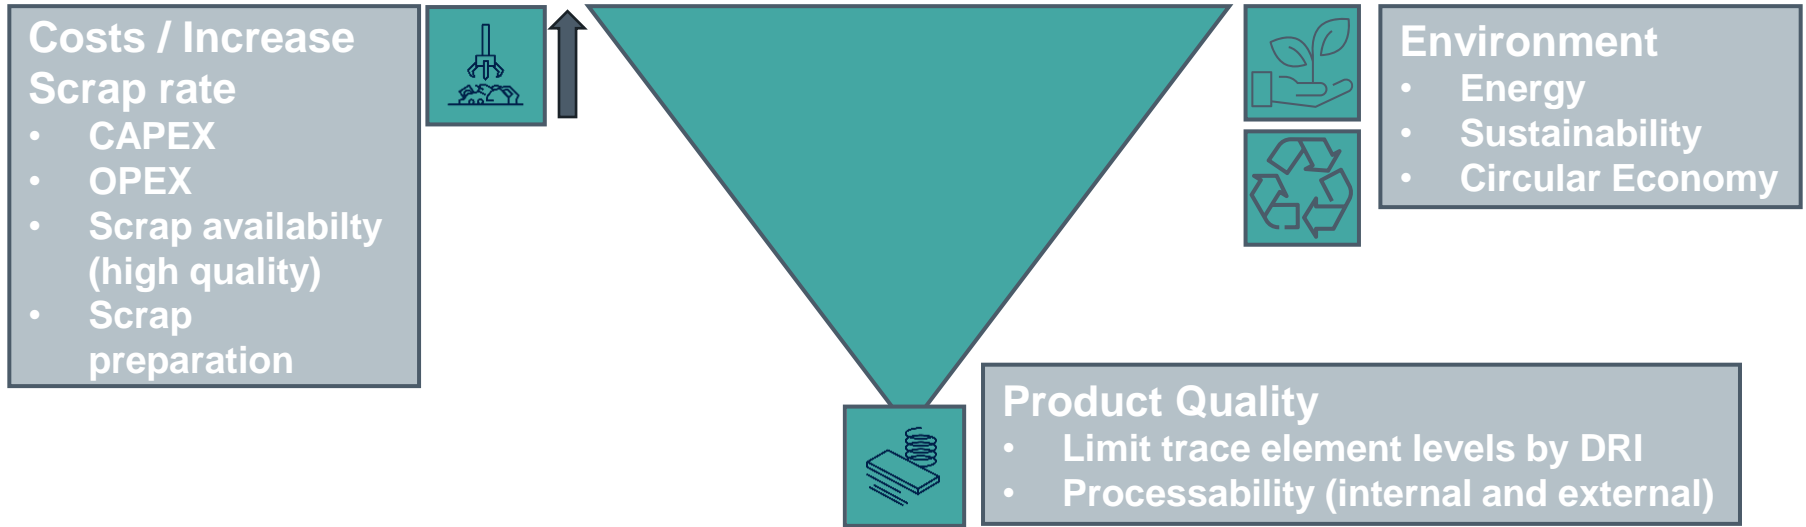 Costs / Increase
Scrap rate
• CAPEX
• OPEX
• Scrap availabilty
(high quality)
• Scrap
preparation
Environment
• Energy
• Sustainability
• Circular Economy
Product Quality
• Limit trace element levels by DRI
• Processability (internal and external)